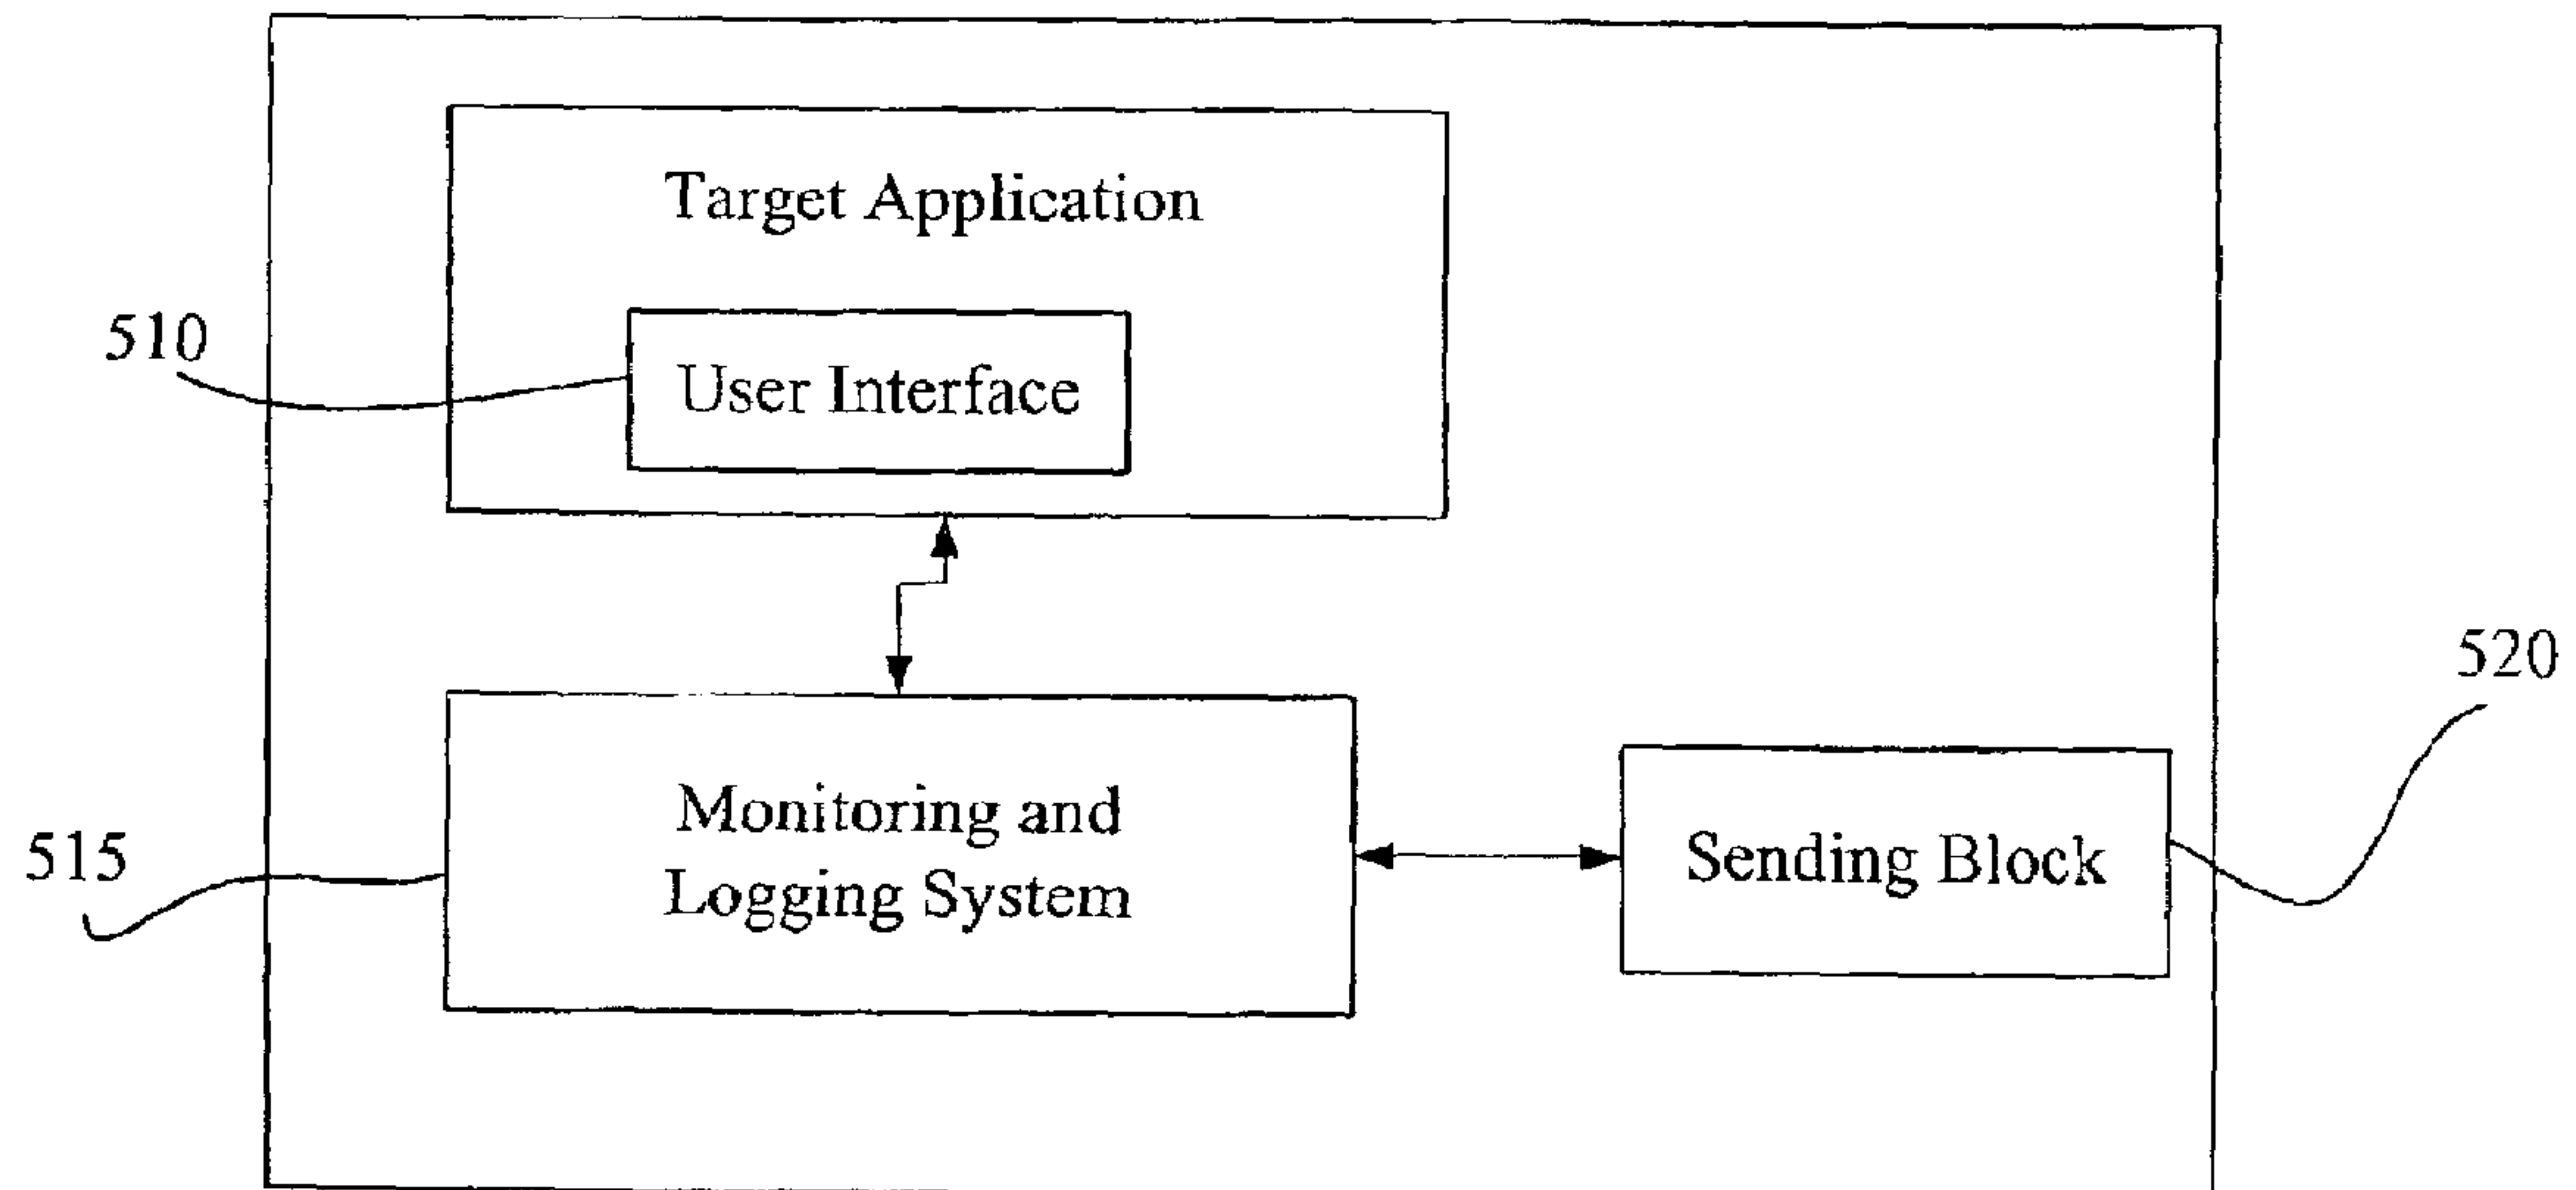 Target Application
510
User Interface
520
515
Monitoring and
Logging System
Sending Block